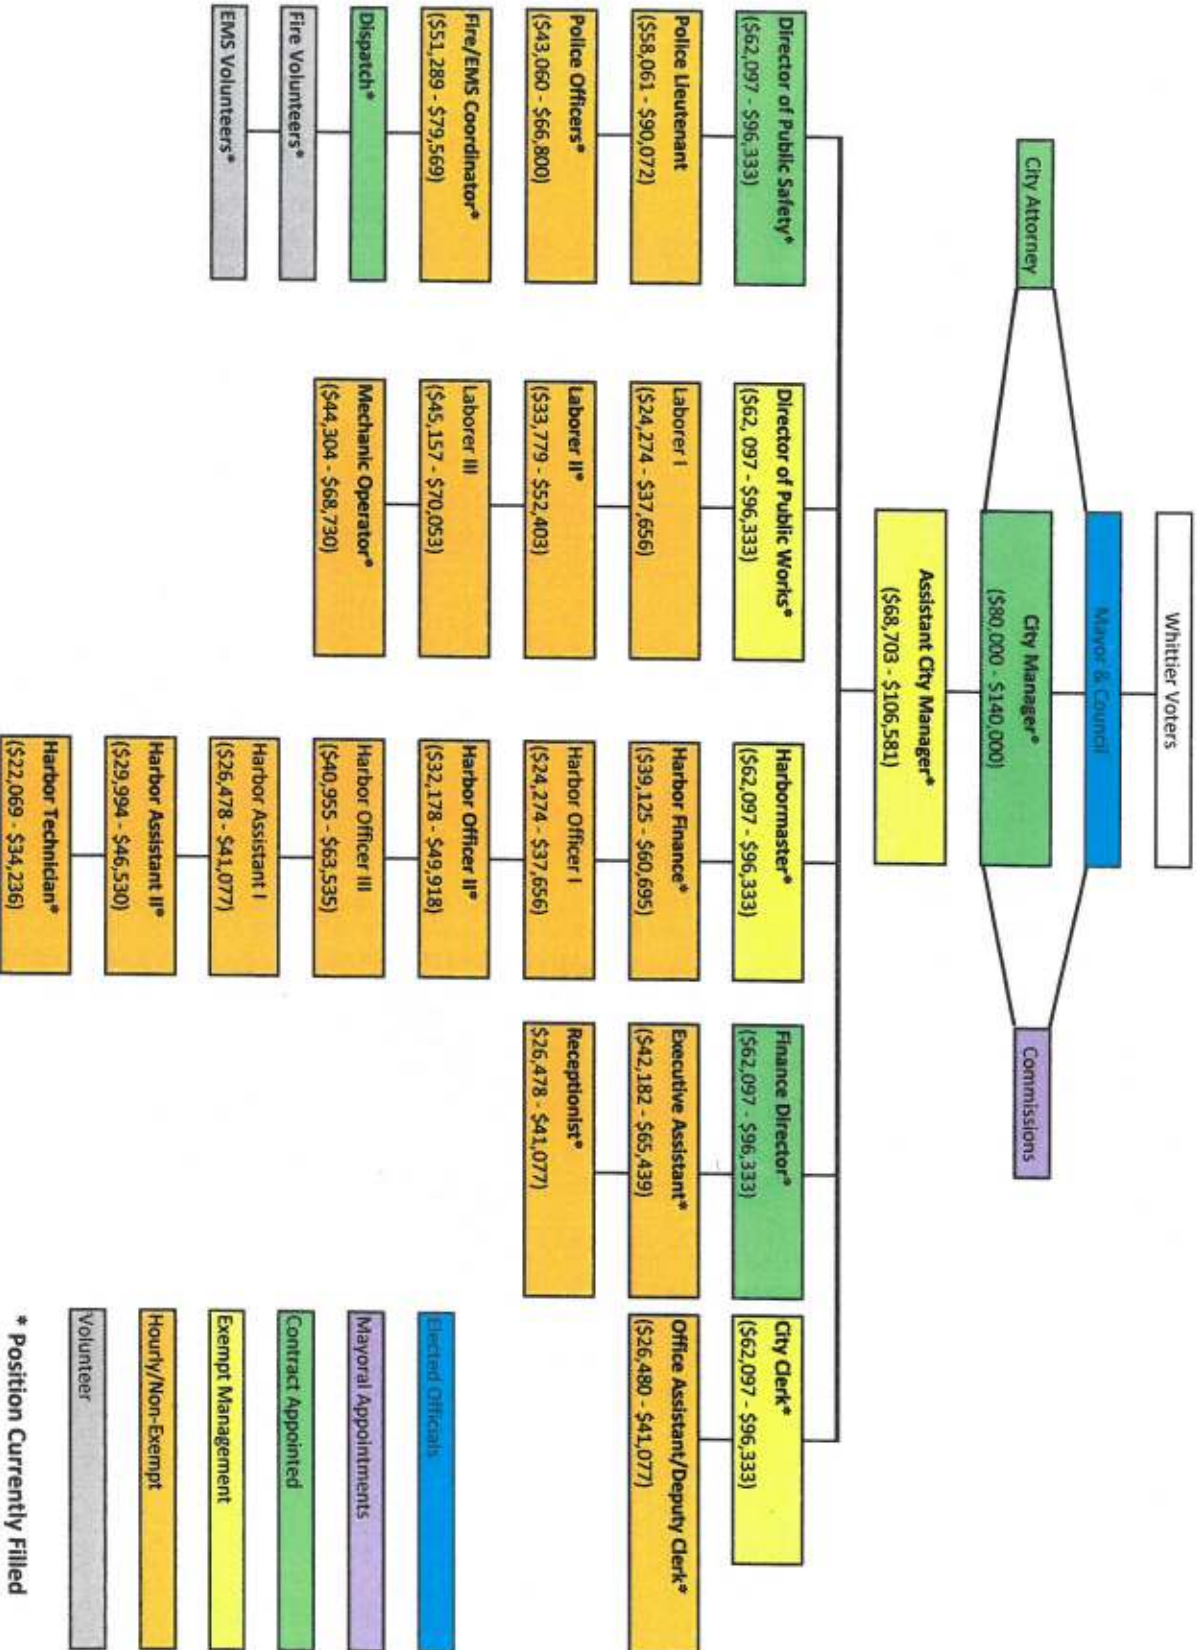 Whittier Voters
Mayor & Council
City Attorney
City Manager*
($80,000 - $140,000)
Commissions
Assistant City Manager*
($68,703 - $106,581)
Director of Public Safety*
($62,097 - $96,333)
Police Lieutenant
($58,061 - $90,072)
Police Officers*
($43,060 - $66,800)
Fire/EMS Coordinator*
($51,289 - $79,569)
Dispatch*
Fire Volunteers*
EMS Volunteers*
Director of Public Works*
($62, 097 - $96,333)
Laborer I
($24,274 - $37,656)
Laborer II*
($33,779 - $52,403)
Laborer III
($45,157 - $70,053)
Mechanic Operator*
($44,304 - $68,730)
Harbormaster*
($62,097 - $96,333)
Harbor Finance*
($39,125 - $60,695)
Harbor Officer I
($24,274 - $37,656)
Harbor Officer II*
($32,178 - $49,918)
Harbor Officer III
($40,955 - $63,535)
Harbor Assistant I
($26,478 - $41,077)
Harbor Assistant II*
($29,994 - $46,530)
Harbor Technician*
($22,069 - $34,236)
Finance Director*
($62,097 - $96,333)
Executive Assistant*
($42,182 - $65,439)
Receptionist*
$26,478 - $41,077)
City Clerk*
($62,097 - $96,333)
Office Assistant/Deputy Clerk*
($26,480 - $41,077)
Elected Officials
Mayoral Appointments
Contract Appointed
Exempt Management
Hourly/Non-Exempt
Volunteer
* Position Currently Filled